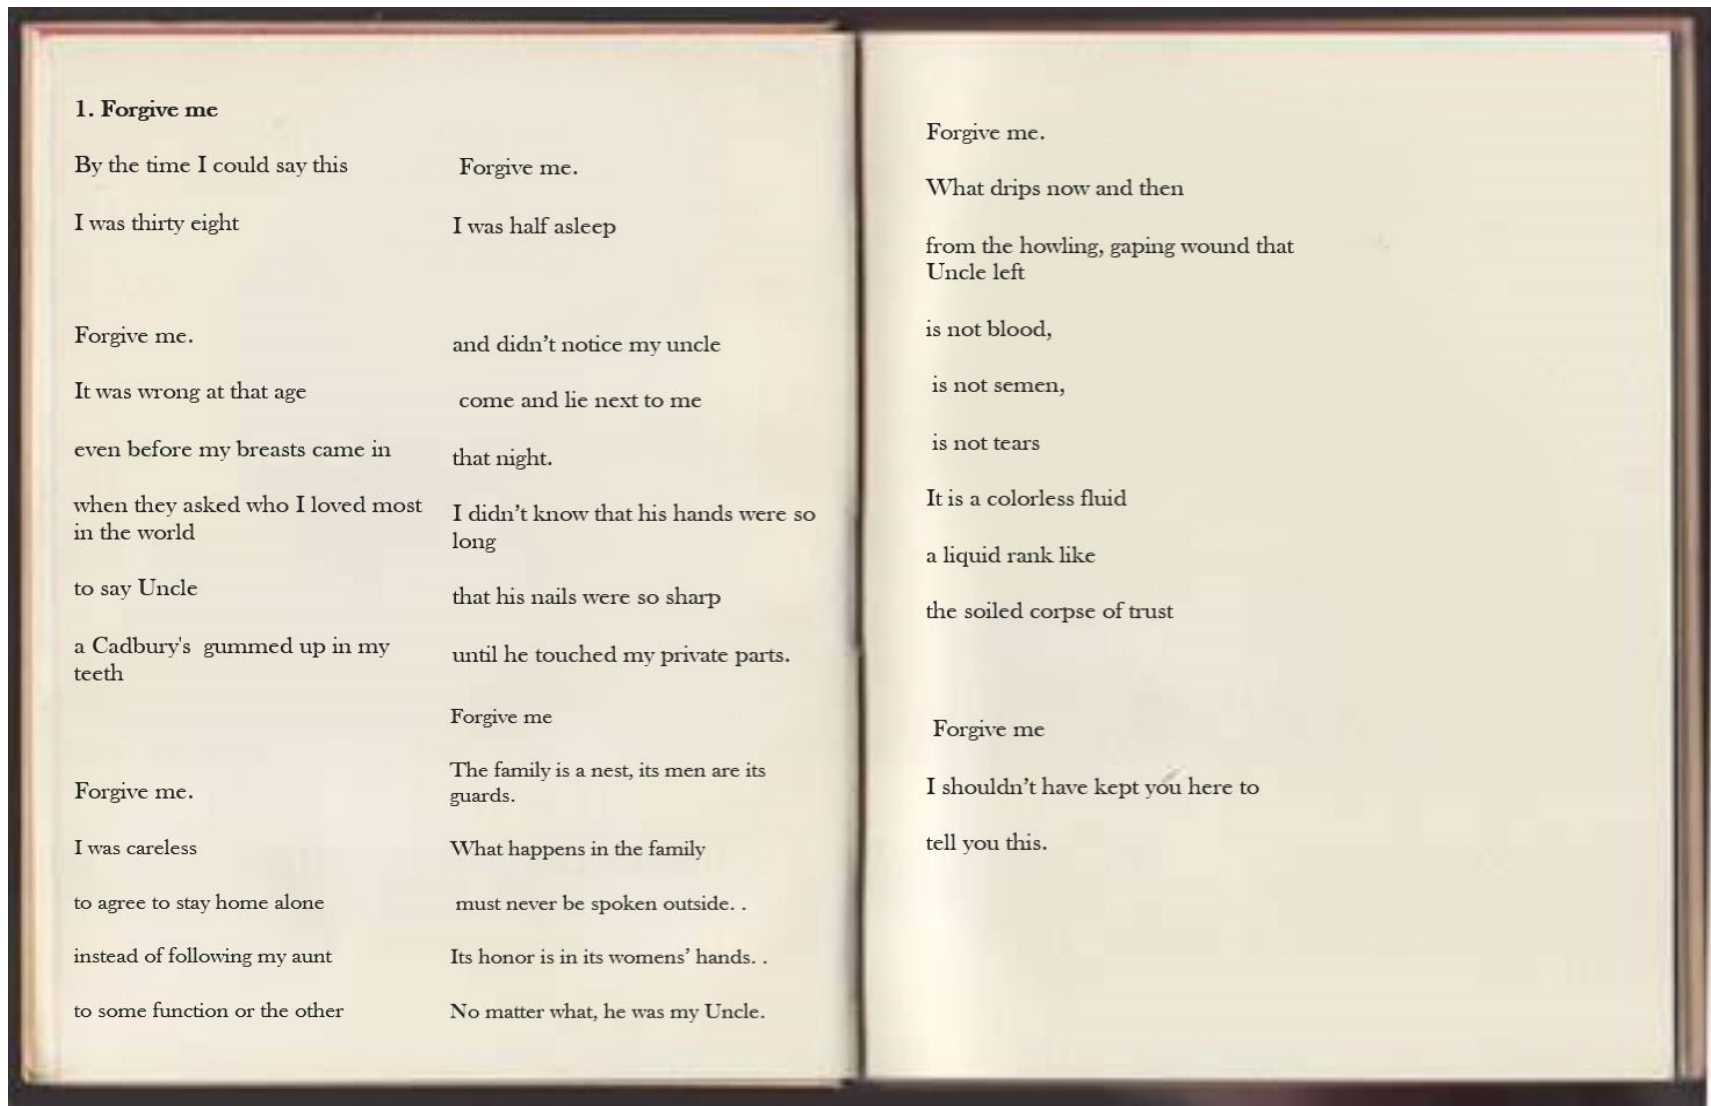 1. Forgive me
By the time I could say this
I was thirty eight
Forgive me.
It was wrong at that age
even before my breasts came in
when they asked who I loved most
in the world
to say Uncle
a Cadbury's  gummed up in my
teeth
Forgive me.
I was careless
to agree to stay home alone
instead of following my aunt
to some function or the other
Forgive me.
I was half asleep
and didn’t notice my uncle
come and lie next to me
that night.
I didn’t know that his hands were so
long
that his nails were so sharp
until he touched my private parts.
Forgive me
The family is a nest, its men are its
guards.
What happens in the family
must never be spoken outside. .
Its honor is in its womens’ hands. .
No matter what, he was my Uncle.
Forgive me.
What drips now and then
from the howling, gaping wound that
Uncle left
is not blood,
is not semen,
is not tears
It is a colorless fluid
a liquid rank like
the soiled corpse of trust
Forgive me
I shouldn’t have kept you here to
tell you this.